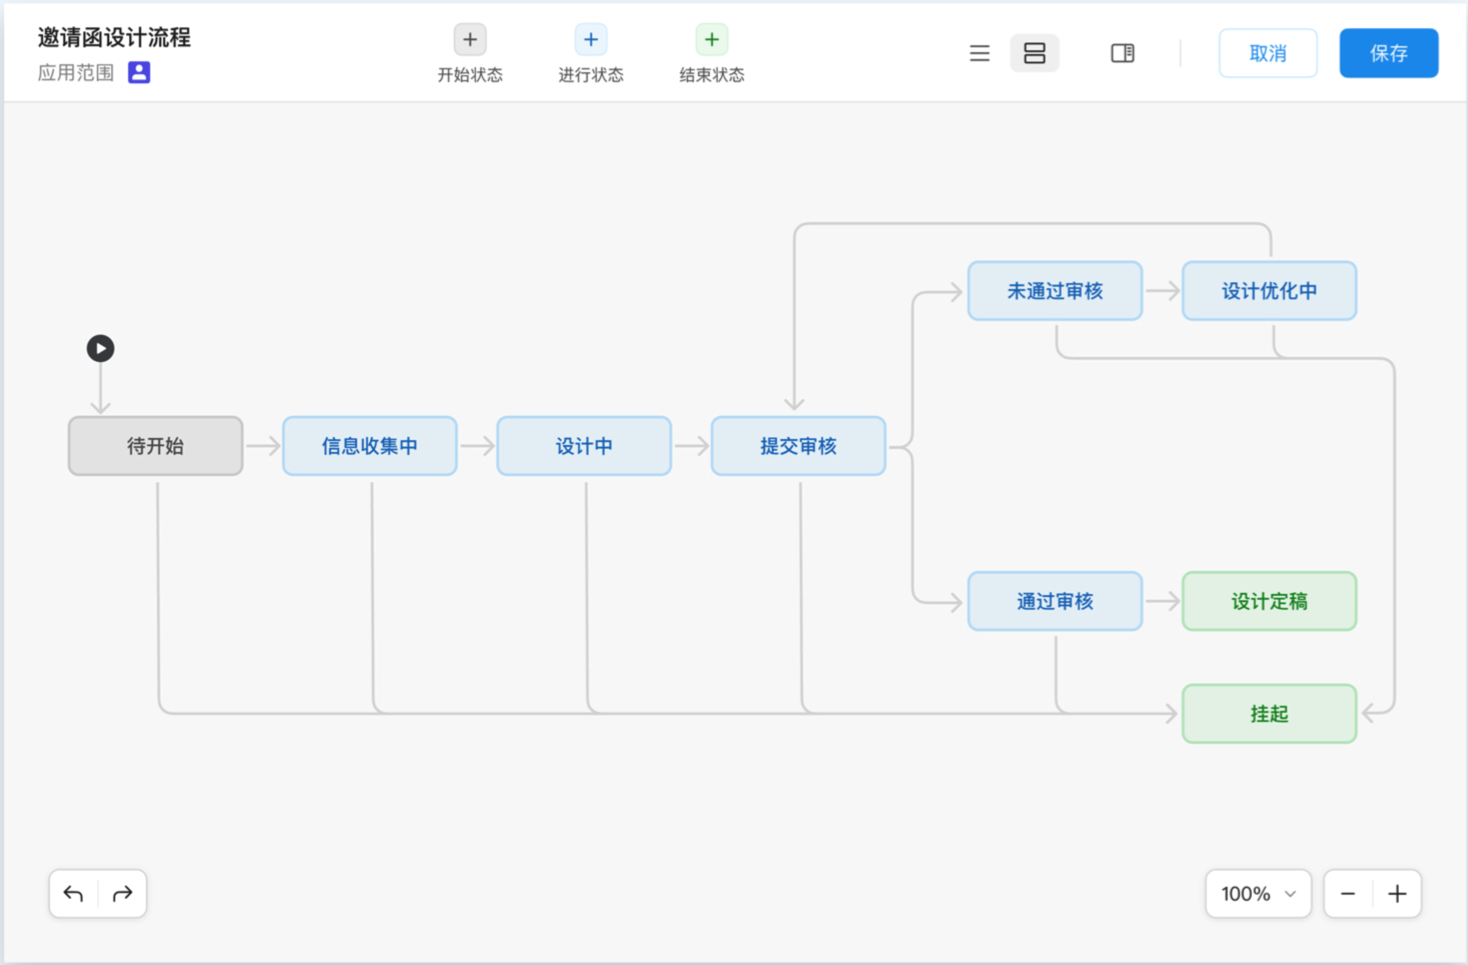 邀请函设计流程
应用范围
开始状态
进行状态
结束状态
取消
保存
未通过审核
设计优化中
待开始
信息收集中
设计中
提交审核
通过审核
设计定稿
挂起
100%